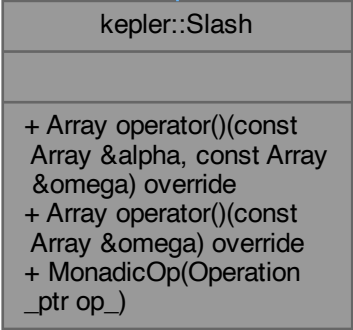 kepler::Slash
+ Array operator()(const
Array &alpha, const Array
&omega) override
+ Array operator()(const
Array &omega) override
+ MonadicOp(Operation
_ptr op_)